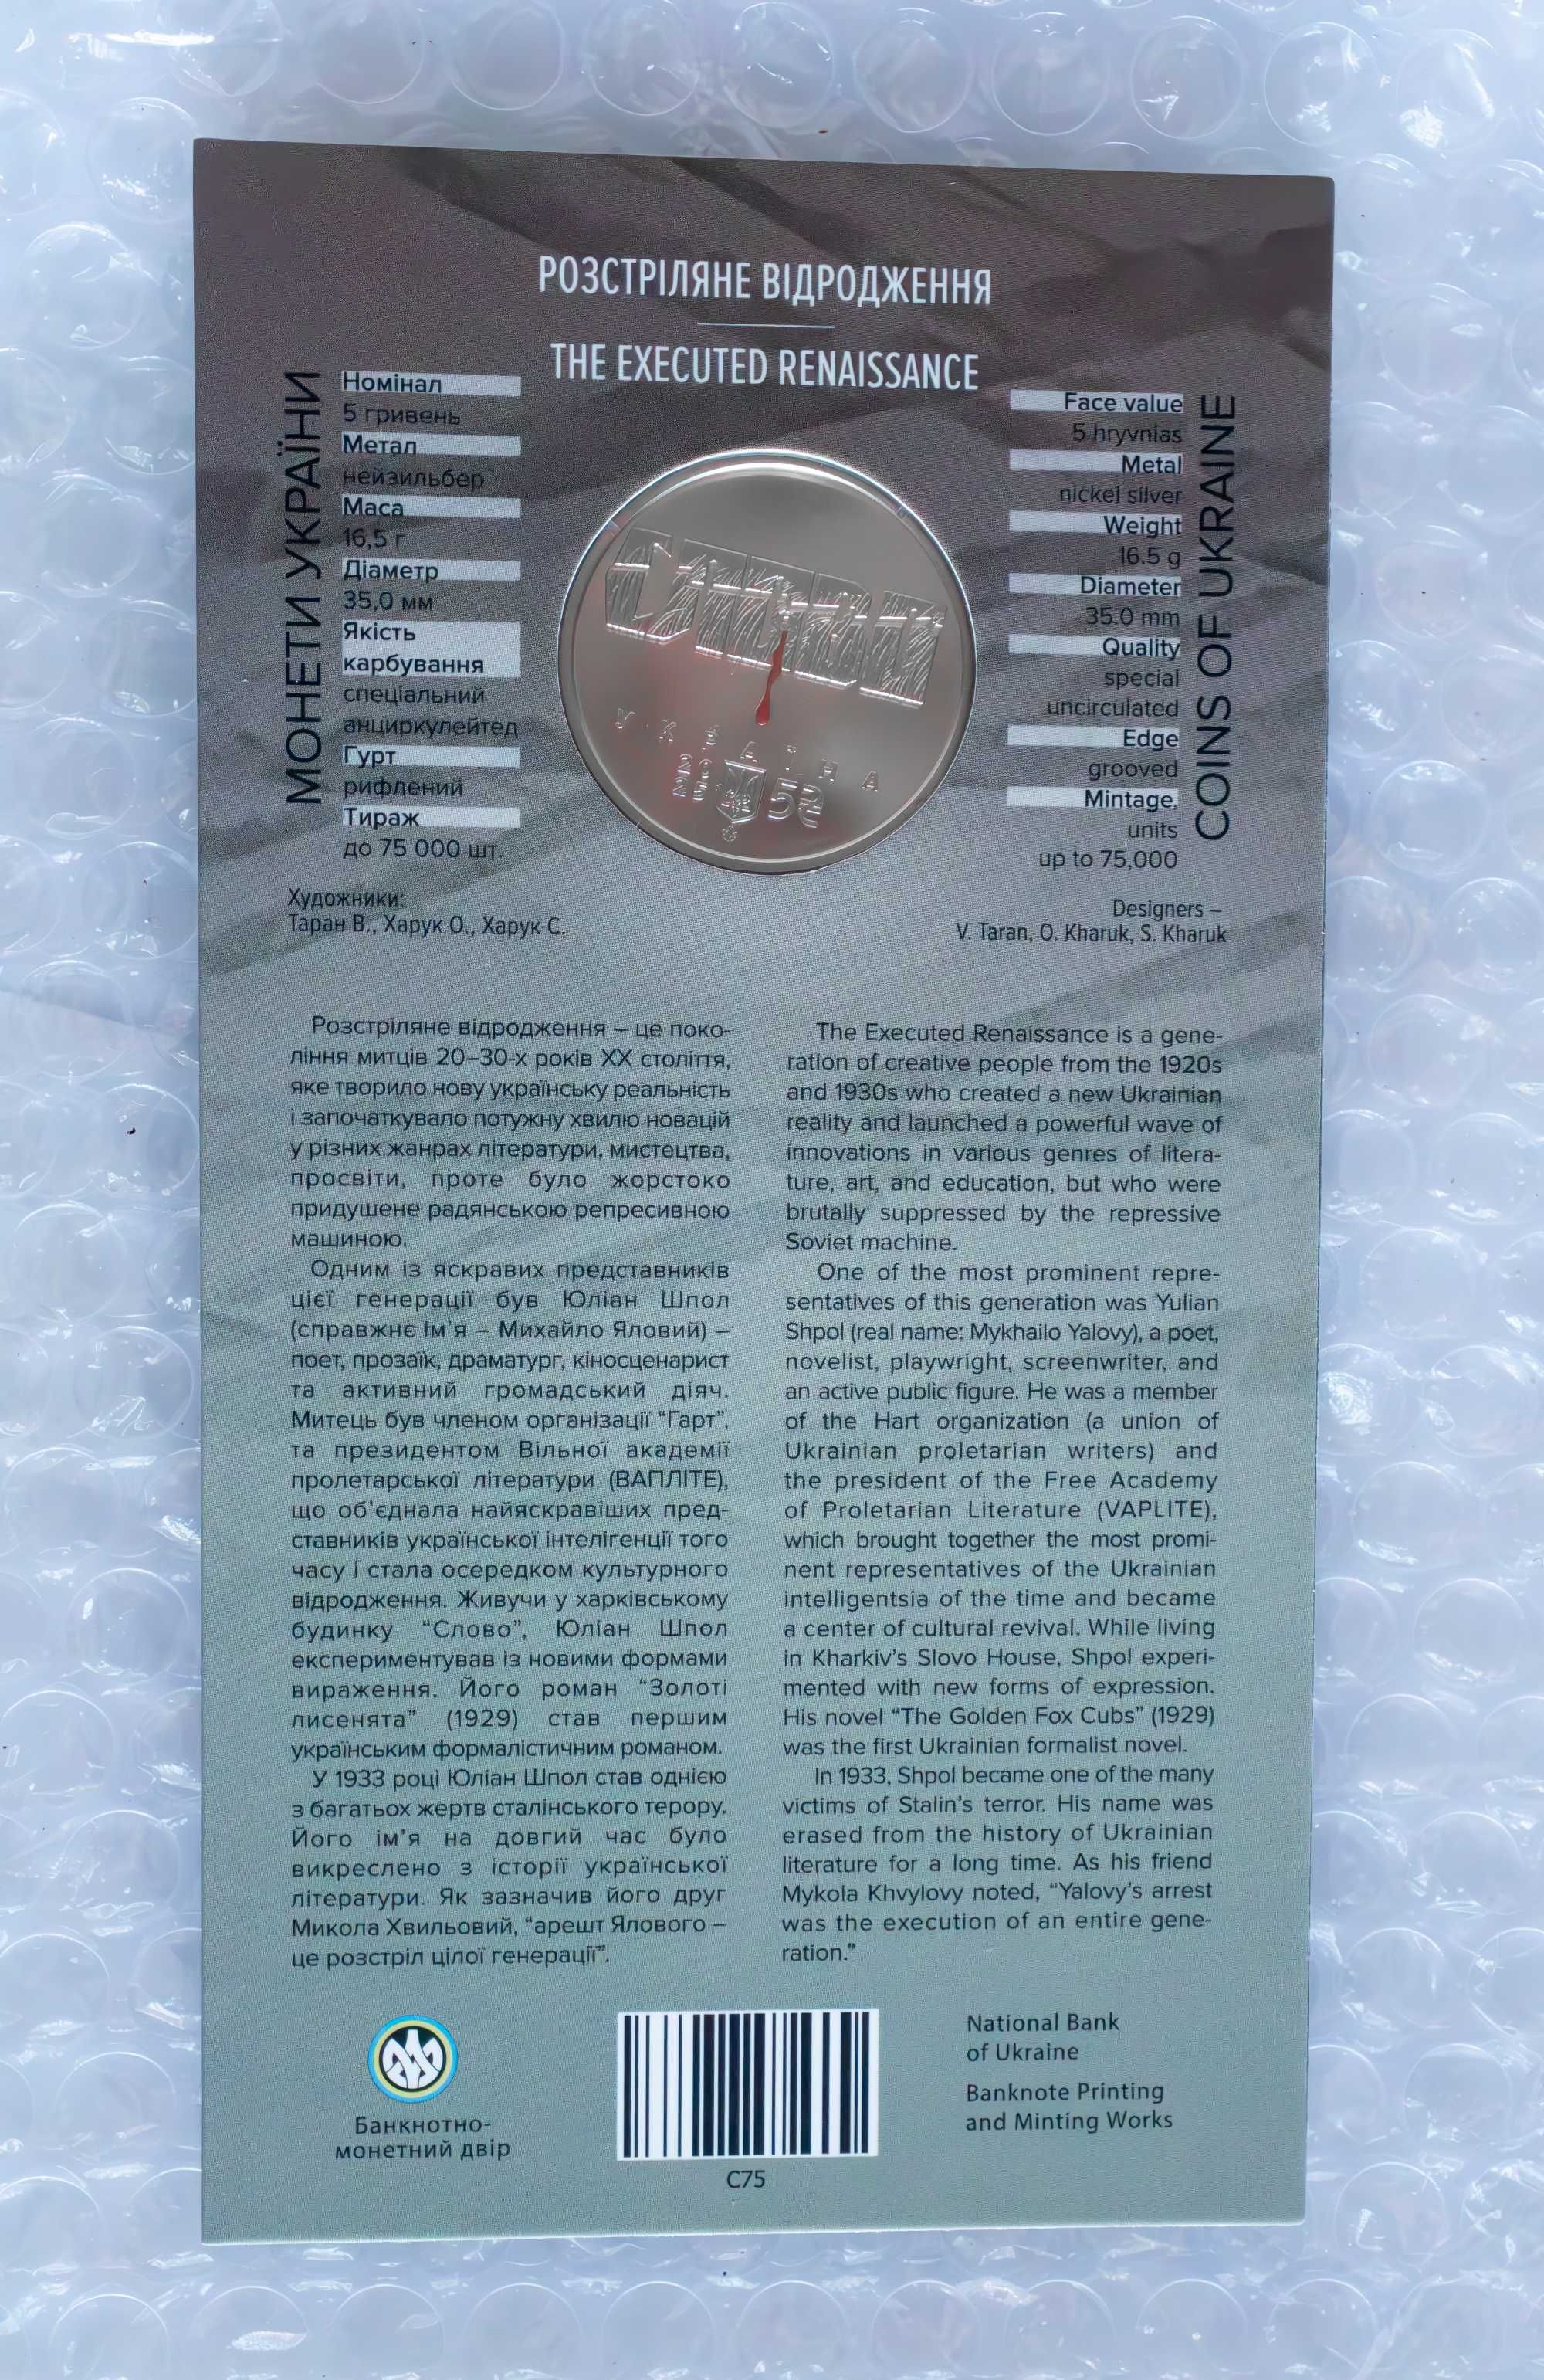 РОЗСТРІЛЯНЕ ВІДРОДЖЕННЯ
THE EXECUTED RENAISSANCE
МОНЕТИ УКРАЇНИ
Номінал
5 гривень
Метал
нейзильбер
Маса
16,5 г
Діаметр
35,0 мм
Якість
карбування
спеціальний
анциркулейтед
Гурт
рифлений
Тираж
до 75 000 шт.
Художники:
Таран В., Харук О., Харук С.
УКРАЇНА
5
Face value
5 hryvnias
Metal
nickel silver
Weight
16.5 g
Diameter
35.0 mm
Quality
special
uncirculated
Edge
grooved
Mintage,
units
up to 75,000
COINS OF UKRAINE
Designers –
V. Taran, O. Kharuk, S. Kharuk
Розстріляне відродження – це поко-
ління митців 20–30-х років ХХ століття,
яке творило нову українську реальність
і започаткувало потужну хвилю новацій
у різних жанрах літератури, мистецтва,
просвіти, проте було жорстоко
придушене радянською репресивною
машиною.
Одним із яскравих представників
цієї генерації був Юліан Шпол
(справжнє ім’я – Михайло Яловий) –
поет, прозаїк, драматург, кіносценарист
та активний громадський діяч.
Митець був членом організації “Гарт”,
та президентом Вільної академії
пролетарської літератури (ВАПЛІТЕ),
що об’єднала найяскравіших пред-
ставників української інтелігенції того
часу і стала осередком культурного
відродження. Живучи у харківському
будинку “Слово”, Юліан Шпол
експериментував із новими формами
вираження. Його роман “Золоті
лисенята” (1929) став першим
українським формалістичним романом.
У 1933 році Юліан Шпол став однією
з багатьох жертв сталінського терору.
Його ім’я на довгий час було
викреслено з історії української
літератури. Як зазначив його друг
Микола Хвильовий, “арешт Ялового –
це розстріл цілої генерації”.
The Executed Renaissance is a gene-
ration of creative people from the 1920s
and 1930s who created a new Ukrainian
reality and launched a powerful wave of
innovations in various genres of litera-
ture, art, and education, but who were
brutally suppressed by the repressive
Soviet machine.
One of the most prominent repre-
sentatives of this generation was Yulian
Shpol (real name: Mykhailo Yalovy), a poet,
novelist, playwright, screenwriter, and
an active public figure. He was a member
of the Hart organization (a union of
Ukrainian proletarian writers) and
the president of the Free Academy
of Proletarian Literature (VAPLITE),
which brought together the most promi-
nent representatives of the Ukrainian
intelligentsia of the time and became
a center of cultural revival. While living
in Kharkiv’s Slovo House, Shpol experi-
mented with new forms of expression.
His novel “The Golden Fox Cubs” (1929)
was the first Ukrainian formalist novel.
In 1933, Shpol became one of the many
victims of Stalin’s terror. His name was
erased from the history of Ukrainian
literature for a long time. As his friend
Mykola Khvylovy noted, “Yalovy’s arrest
was the execution of an entire gene-
ration.”
Банкнотно-
монетний двір
C75
National Bank
of Ukraine
Banknote Printing
and Minting Works